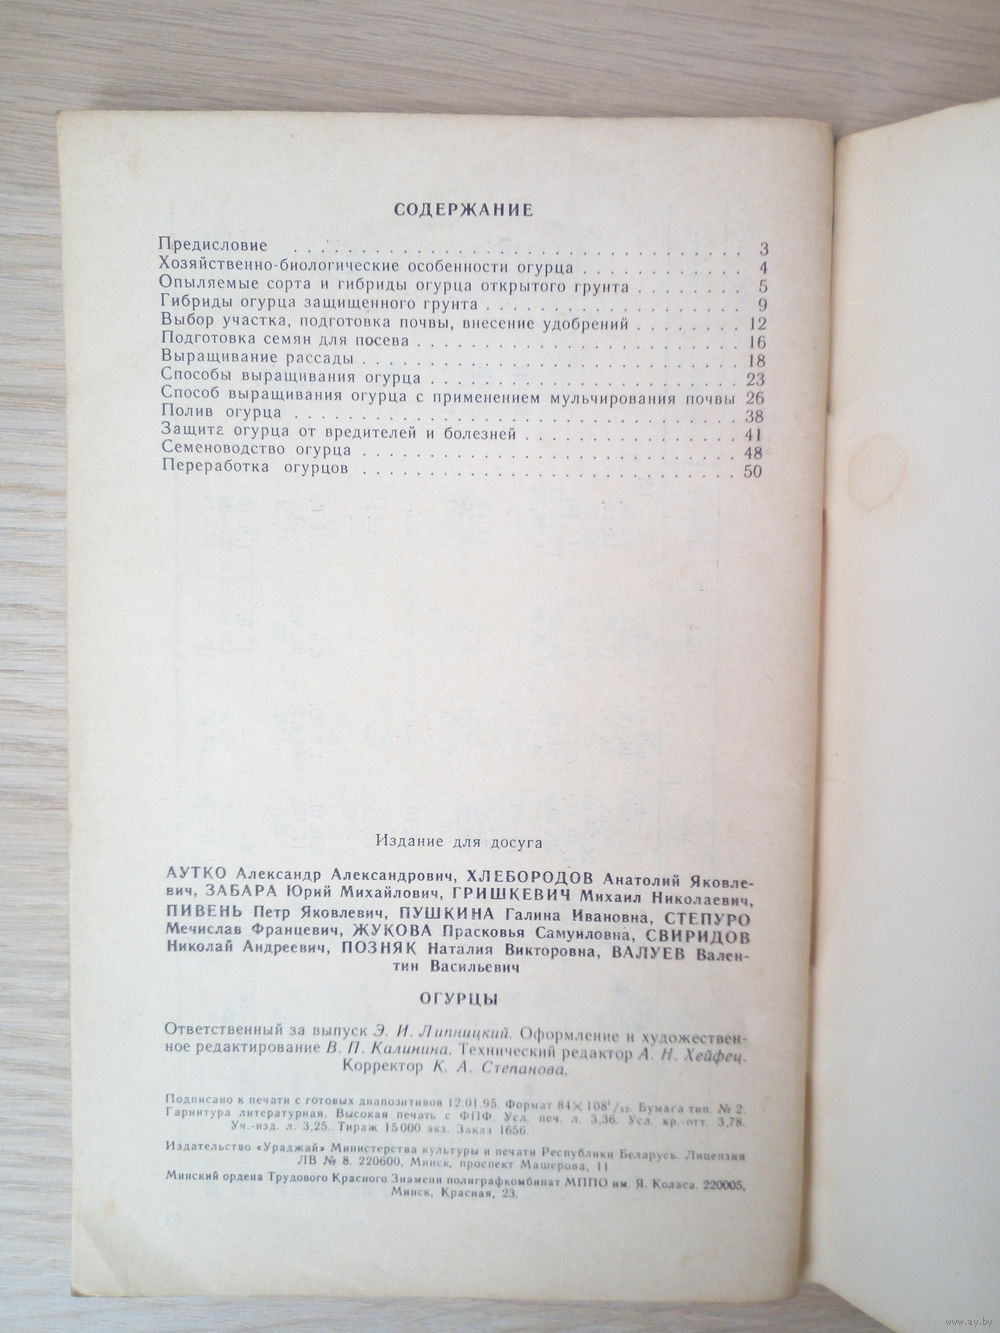 СОДЕРЖАНИЕ
Предисловие . . . . . . . . . . . . . . . . . . . . . . . . . . . . . . . . 3
Хозяйственно-биологические особенности огурца . . . . . . . . . . . 4
Опыляемые сорта и гибриды огурца открытого грунта . . . . . . . . 5
Гибриды огурца защищенного грунта . . . . . . . . . . . . . . . . . 9
Выбор участка, подготовка почвы, внесение удобрений . . . . . . . . 12
Подготовка семян для посева . . . . . . . . . . . . . . . . . . . . . 16
Выращивание рассады . . . . . . . . . . . . . . . . . . . . . . . . . 18
Способы выращивания огурца . . . . . . . . . . . . . . . . . . . . . 23
Способ выращивания огурца с применением мульчирования почвы 26
Полив огурца . . . . . . . . . . . . . . . . . . . . . . . . . . . . . . 38
Защита огурца от вредителей и болезней . . . . . . . . . . . . . . . 41
Семеноводство огурца . . . . . . . . . . . . . . . . . . . . . . . . . 48
Переработка огурцов . . . . . . . . . . . . . . . . . . . . . . . . . 50
Издание для досуга
АУТКО Александр Александрович, ХЛЕБОРОДОВ Анатолий Яковле-
вич, ЗАБАРА Юрий Михайлович, ГРИШКЕВИЧ Михаил Николаевич,
ПИВЕНЬ Петр Яковлевич, ПУШКИНА Галина Ивановна, СТЕПУРО
Мечислав Францевич, ЖУКОВА Прасковья Самуиловна, СВИРИДОВ
Николай Андреевич, ПОЗНЯК Наталия Викторовна, ВАЛУЕВ Вален-
тин Васильевич
ОГУРЦЫ
Ответственный за выпуск Э. И. Липницкий. Оформление и художествен-
ное редактирование В. П. Калинина. Технический редактор А. Н. Хейфец.
Корректор К. А. Степанова.
Подписано к печати с готовых диапозитивов 12.01.95. Формат 84×108¹/₃₂. Бумага тип. № 2.
Гарнитура литературная. Высокая печать с ФПФ. Усл. печ. л. 3,36. Усл. кр.-отт. 3,78.
Уч.-изд. л. 3,25. Тираж 15000 экз. Заказ 1656.
Издательство «Ураджай» Министерства культуры и печати Республики Беларусь. Лицензия
ЛВ № 8. 220600, Минск, проспект Машерова, 11
Минский ордена Трудового Красного Знамени полиграфкомбинат МППО им. Я. Коласа. 220005,
Минск, Красная, 23.
www.ay.by